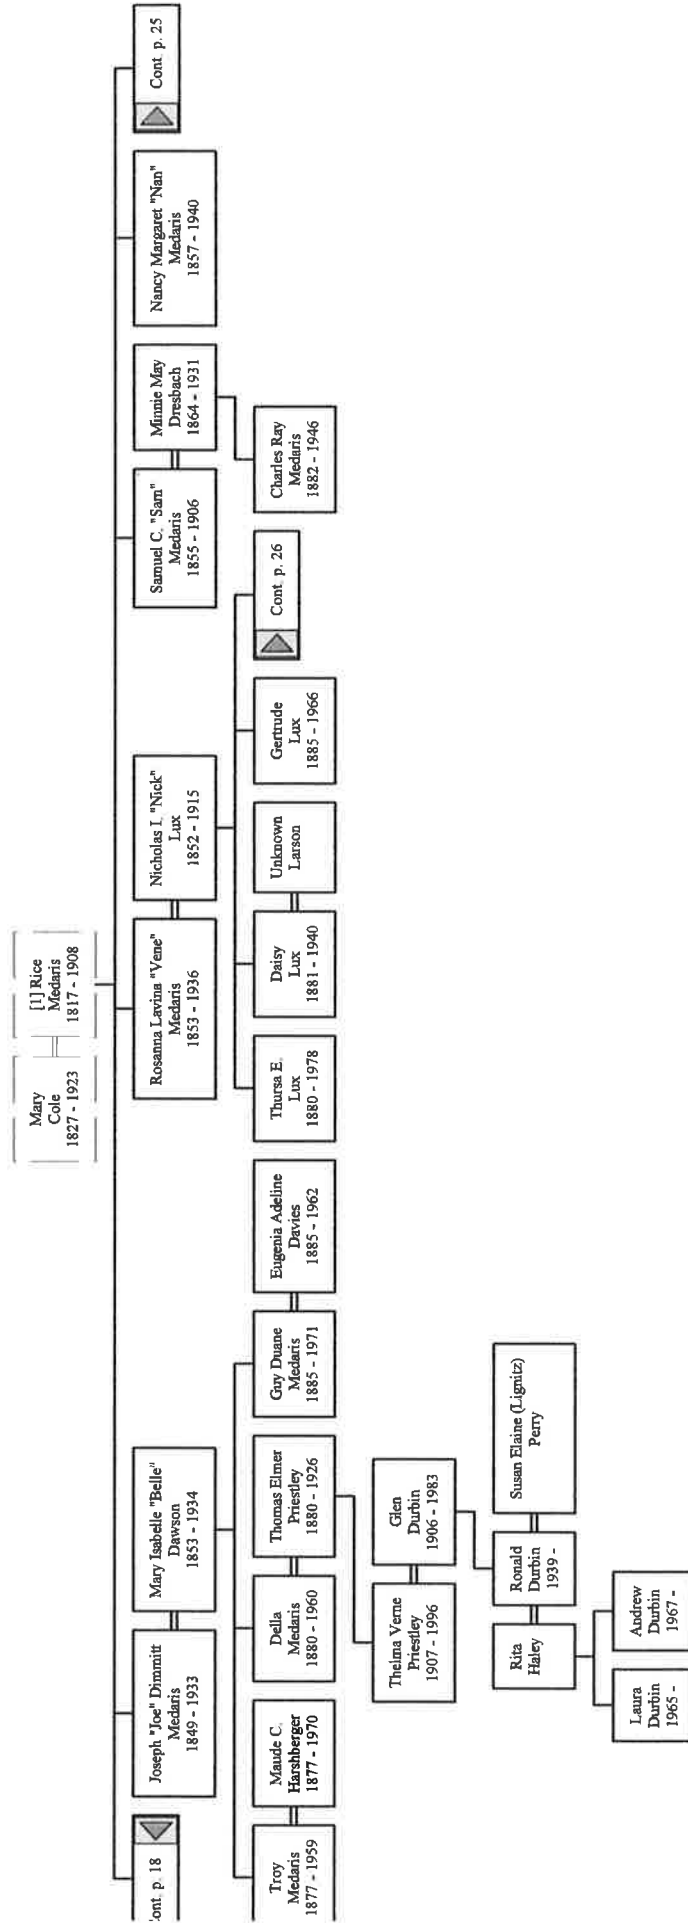 Mary
Cole
1827 - 1923
[1] Rice
Medaris
1817 - 1908
ont. p. 18
Joseph "Joe" Dimmitt
Medaris
1849 - 1933
Mary Isabelle "Belle"
Dawson
1853 - 1934
Rosanna Lavina "Vene"
Medaris
1853 - 1936
Nicholas I. "Nick"
Lux
1852 - 1915
Samuel C. "Sam"
Medaris
1855 - 1906
Minnie May
Dresbach
1864 - 1931
Nancy Margaret "Nan"
Medaris
1857 - 1940
Cont. p. 25
Troy
Medaris
1877 - 1959
Maude C.
Harshberger
1877 - 1970
Della
Medaris
1880 - 1960
Thomas Elmer
Priestley
1880 - 1926
Guy Duane
Medaris
1885 - 1971
Eugenia Adeline
Davies
1885 - 1962
Thursa E.
Lux
1880 - 1978
Daisy
Lux
1881 - 1940
Unknown
Larson
Gertrude
Lux
1885 - 1966
Cont. p. 26
Charles Ray
Medaris
1882 - 1946
Thelma Verne
Priestley
1907 - 1996
Glen
Durbin
1906 - 1983
Rita
Haley
Ronald
Durbin
1939 -
Susan Elaine (Lignitz)
Perry
Laura
Durbin
1965 -
Andrew
Durbin
1967 -